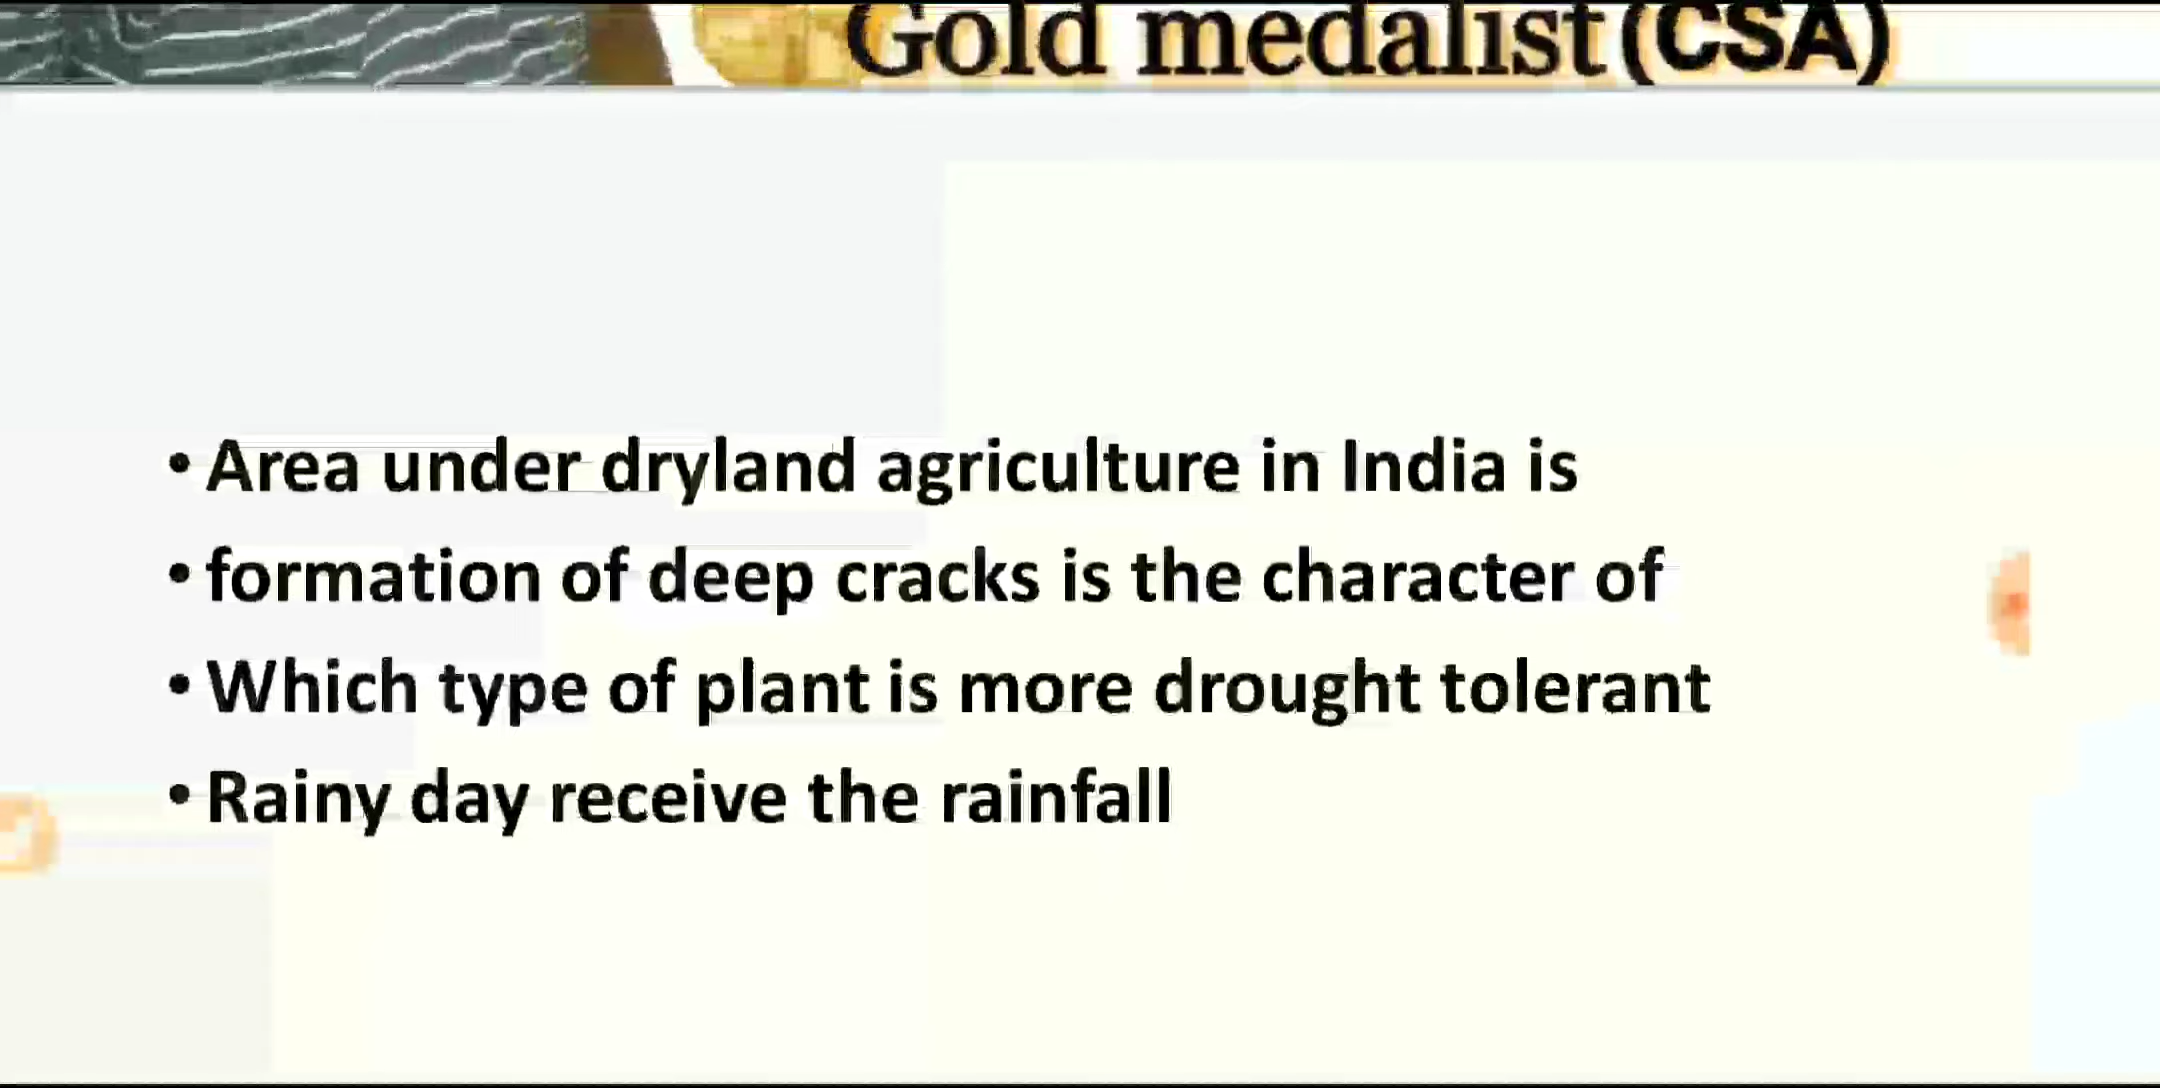 Gold medalist (CSA)
• Area under dryland agriculture in India is
• formation of deep cracks is the character of
• Which type of plant is more drought tolerant
• Rainy day receive the rainfall